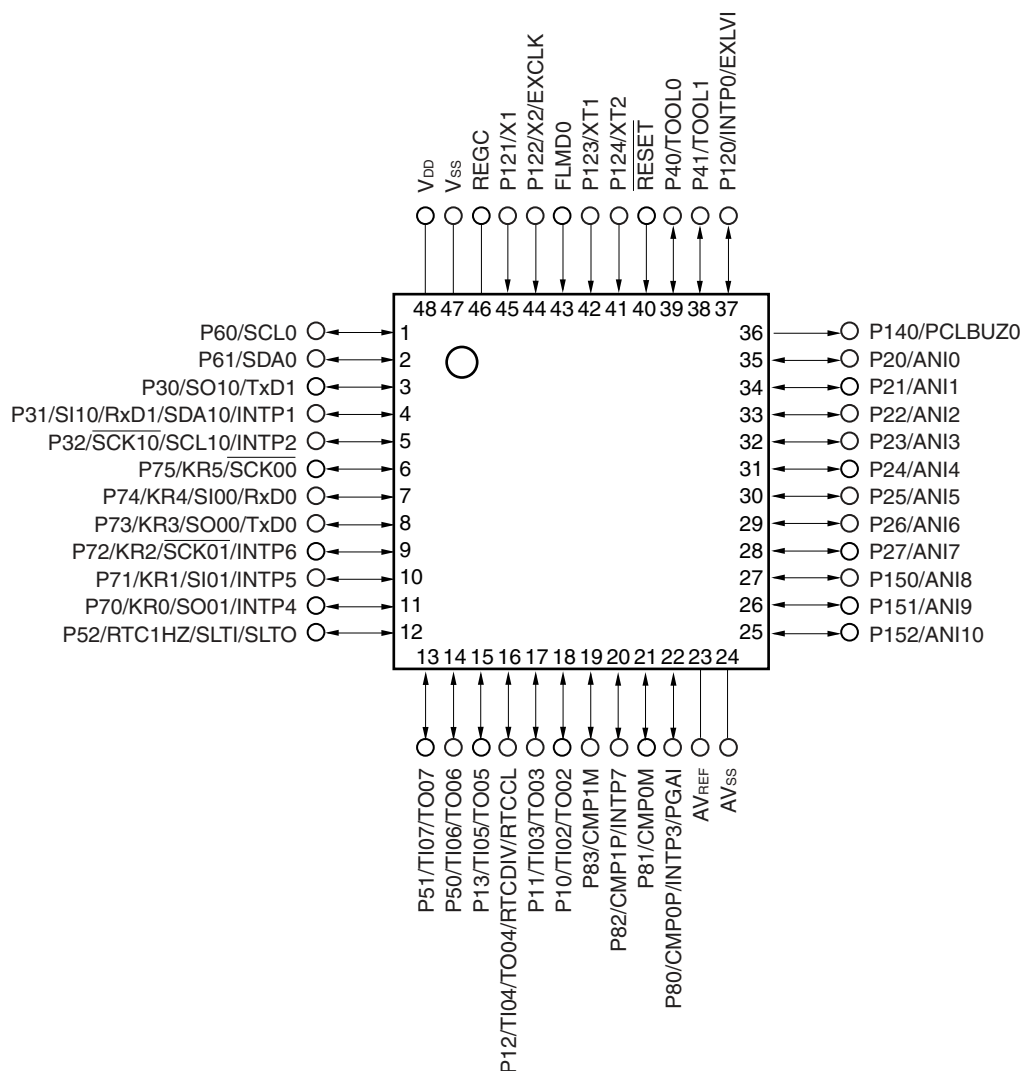 VDD
VSS
REGC
P121/X1
P122/X2/EXCLK
FLMD0
P123/XT1
P124/XT2
RESET
P40/TOOL0
P41/TOOL1
P120/INTP0/EXLVI
48 47 46 45 44 43 42 41 40 39 38 37
P60/SCL0 1
P61/SDA0 2
P30/SO10/TxD1 3
P31/SI10/RxD1/SDA10/INTP1 4
P32/SCK10/SCL10/INTP2 5
P75/KR5/SCK00 6
P74/KR4/SI00/RxD0 7
P73/KR3/SO00/TxD0 8
P72/KR2/SCK01/INTP6 9
P71/KR1/SI01/INTP5 10
P70/KR0/SO01/INTP4 11
P52/RTC1HZ/SLTI/SLTO 12
36 P140/PCLBUZ0
35 P20/ANI0
34 P21/ANI1
33 P22/ANI2
32 P23/ANI3
31 P24/ANI4
30 P25/ANI5
29 P26/ANI6
28 P27/ANI7
27 P150/ANI8
26 P151/ANI9
25 P152/ANI10
13 14 15 16 17 18 19 20 21 22 23 24
P51/TI07/TO07
P50/TI06/TO06
P13/TI05/TO05
P12/TI04/TO04/RTCDIV/RTCCL
P11/TI03/TO03
P10/TI02/TO02
P83/CMP1M
P82/CMP1P/INTP7
P81/CMP0M
P80/CMP0P/INTP3/PGAI
AVREF
AVSS